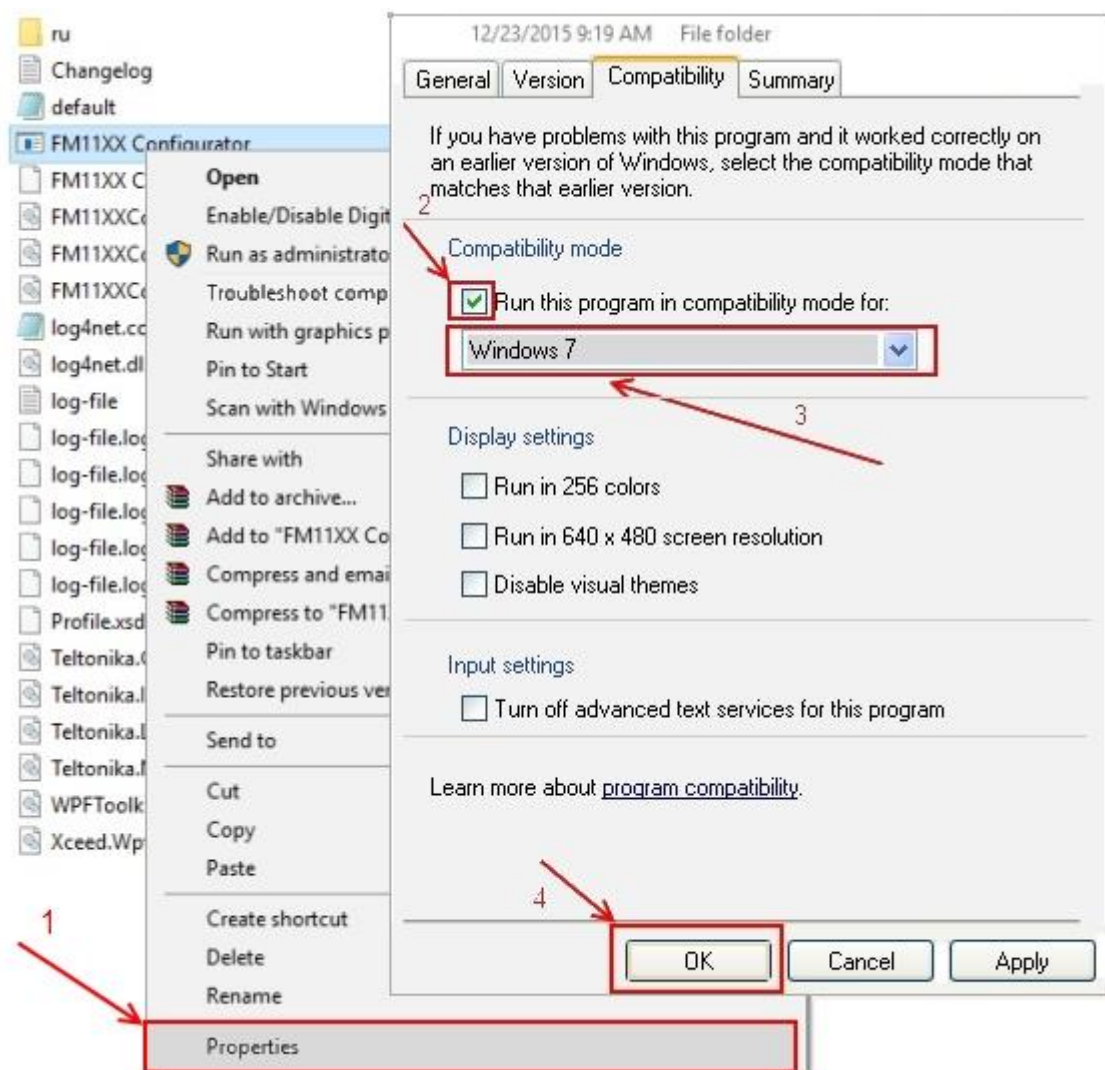 ru
Changelog
default
FM11XX Configurator
FM11XX C
FM11XXCo
FM11XXCo
FM11XXCo
log4net.cc
log4net.dl
log-file
log-file.log
log-file.log
log-file.log
log-file.log
log-file.log
Profile.xsd
Teltonika.
Teltonika.I
Teltonika.
Teltonika.
WPFToolk
Xceed.Wp
1
Open
Enable/Disable Digit
Run as administrato
Troubleshoot comp
Run with graphics p
Pin to Start
Scan with Windows
Share with
Add to archive...
Add to "FM11XX Co
Compress and emai
Compress to "FM11
Pin to taskbar
Restore previous ver
Send to
Cut
Copy
Paste
Create shortcut
Delete
Rename
Properties
12/23/2015 9:19 AM File folder
General Version Compatibility Summary
If you have problems with this program and it worked correctly on
an earlier version of Windows, select the compatibility mode that
matches that earlier version.
2
Compatibility mode
Run this program in compatibility mode for:
Windows 7
3
Display settings
Run in 256 colors
Run in 640 x 480 screen resolution
Disable visual themes
Input settings
Turn off advanced text services for this program
Learn more about program compatibility.
4
OK Cancel Apply